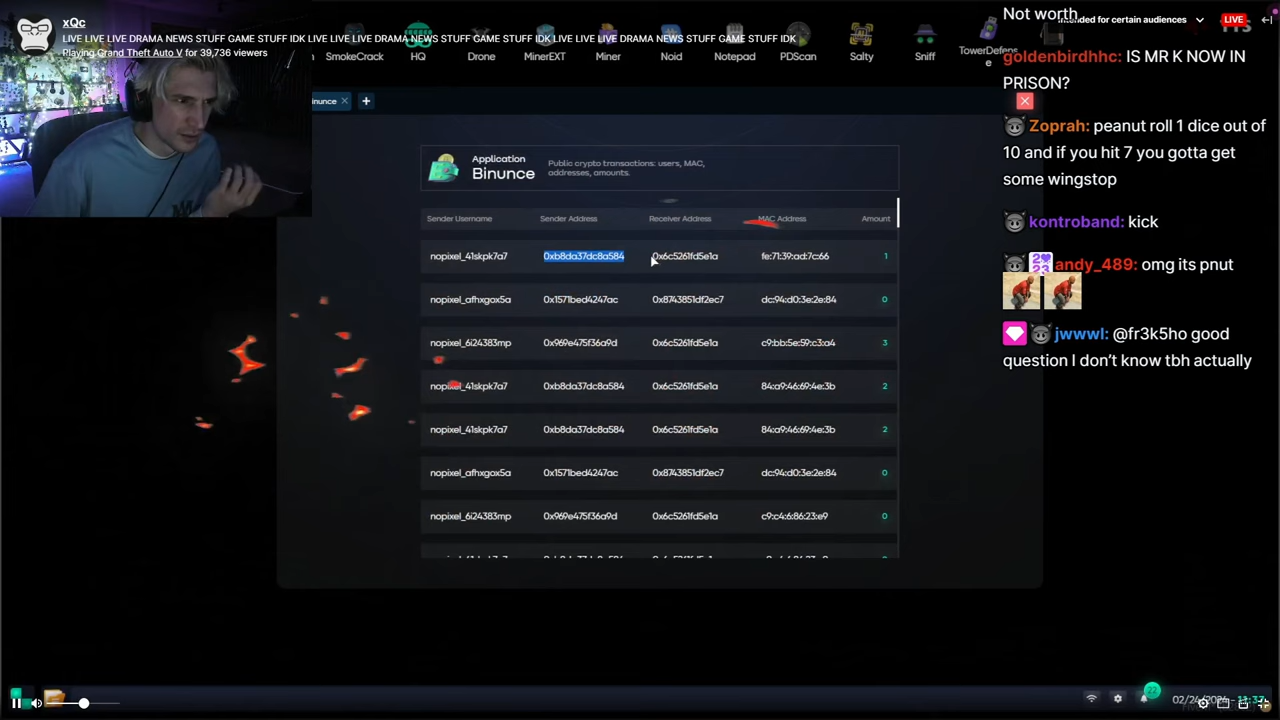 xQc
LIVE LIVE LIVE DRAMA NEWS STUFF GAME STUFF IDK LIVE LIVE LIVE DRAMA NEWS STUFF GAME STUFF IDK LIVE LIVE LIVE DRAMA NEWS STUFF GAME STUFF IDK
Playing Grand Theft Auto V for 39,736 viewers
SmokeCrack
HQ
Drone
MinerEXT
Miner
Noid
Notepad
PDScan
Salty
Sniff
TowerDefens
e
Intended for certain audiences
LIVE
Not worth
goldenbirdhhc: IS MR K NOW IN
PRISON?
Zoprah: peanut roll 1 dice out of
10 and if you hit 7 you gotta get
some wingstop
kontroband: kick
andy_489: omg its pnut
jwwwl: @fr3k5ho good
question I don't know tbh actually
inunce
Application
Binunce
Public crypto transactions: users, MAC,
addresses, amounts.
Sender Username Sender Address Receiver Address MAC Address Amount
nopixel_41skpk7a7 0xb8da37dc8a584 0x6c5261fd5e1a fe:71:39:ad:7c:66 1
nopixel_afhxgox5a 0x1571bed4247ac 0x8743851df2ec7 dc:94:d0:3e:2e:84 0
nopixel_6i24383mp 0x969e475f36a9d 0x6c5261fd5e1a c9:bb:5e:59:c3:a4 3
nopixel_41skpk7a7 0xb8da37dc8a584 0x6c5261fd5e1a 84:a9:46:69:4e:3b 2
nopixel_41skpk7a7 0xb8da37dc8a584 0x6c5261fd5e1a 84:a9:46:69:4e:3b 2
nopixel_afhxgox5a 0x1571bed4247ac 0x8743851df2ec7 dc:94:d0:3e:2e:84 0
nopixel_6i24383mp 0x969e475f36a9d 0x6c5261fd5e1a c9:c4:6:86:23:e9 0